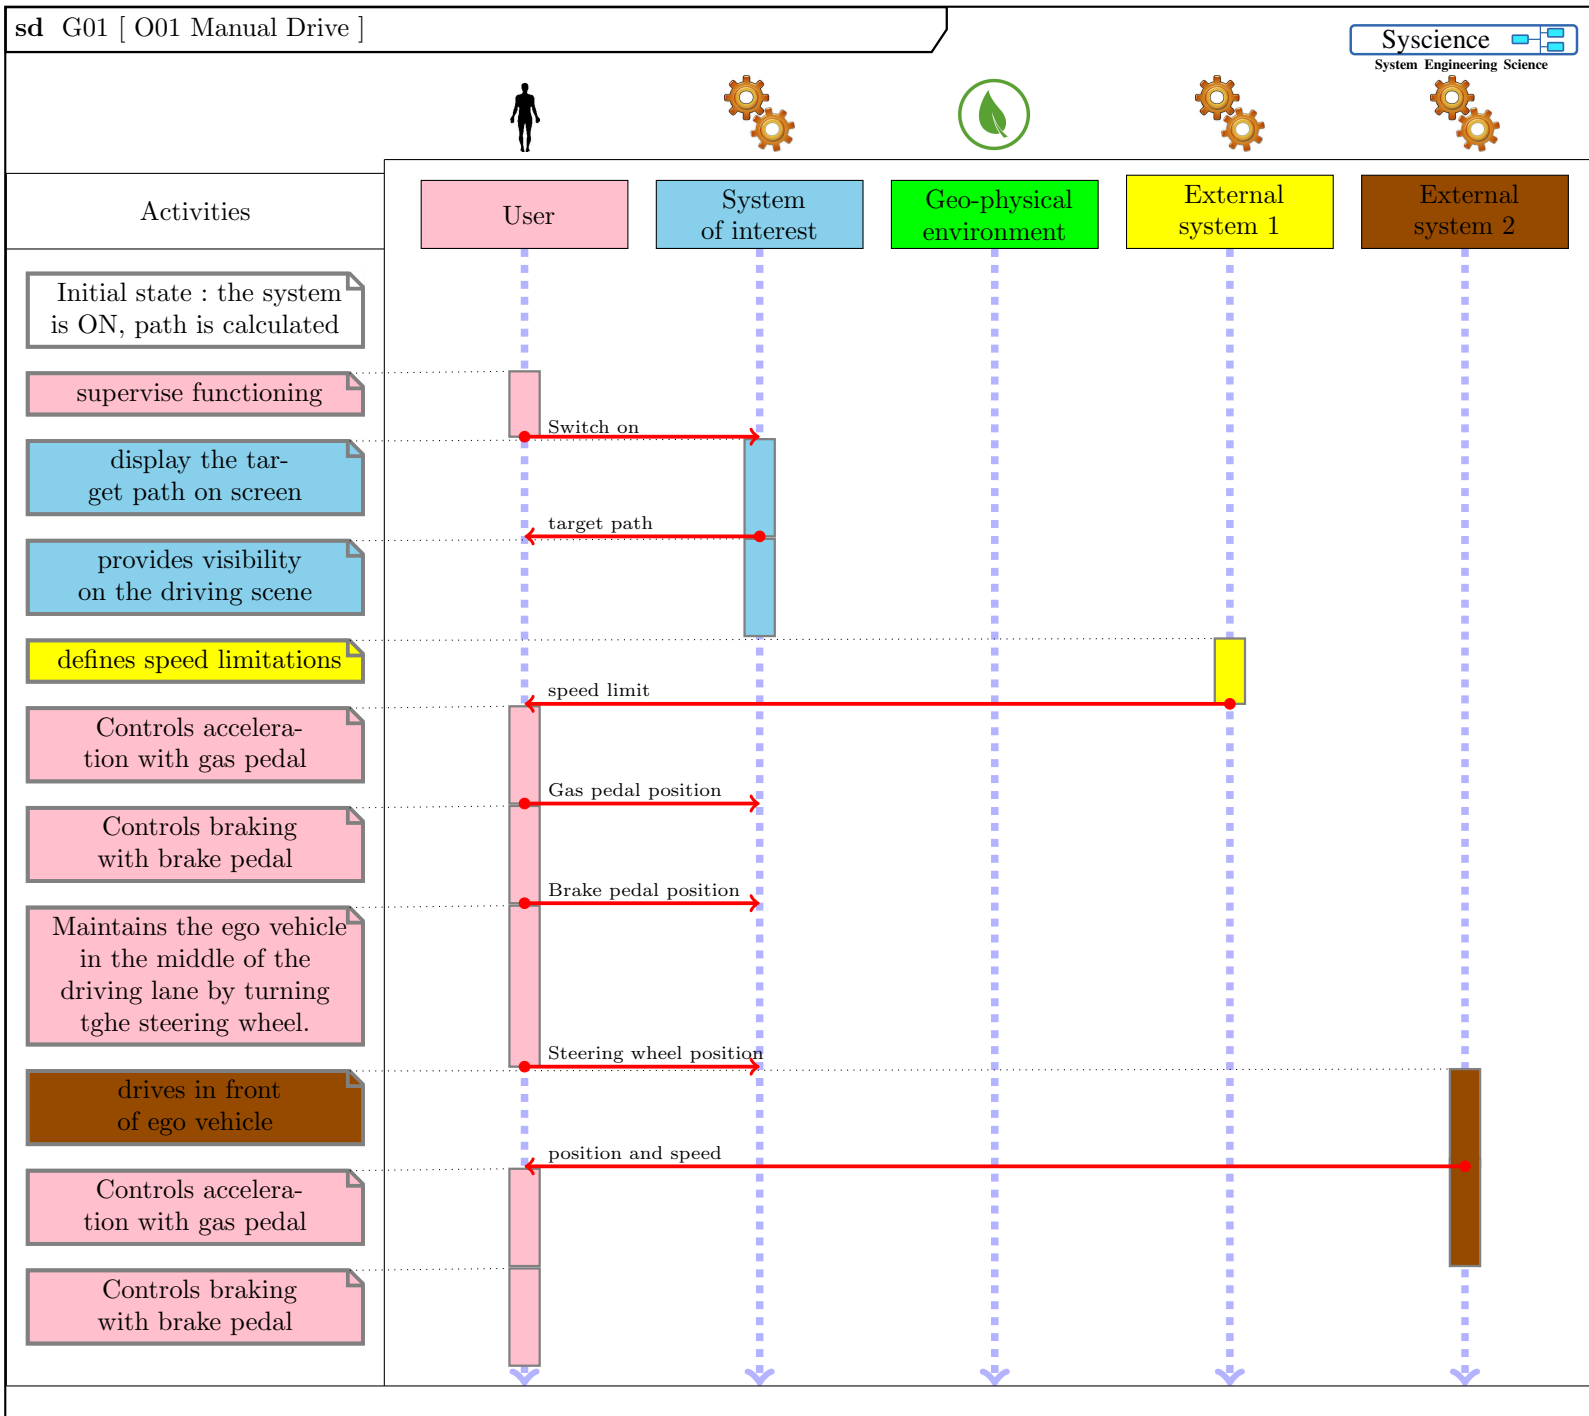 sd G01 [ O01 Manual Drive ]
Syscience
System Engineering Science
Activities
User
System
of interest
Geo-physical
environment
External
system 1
External
system 2
Initial state : the system
is ON, path is calculated
supervise functioning
Switch on
display the tar-
get path on screen
target path
provides visibility
on the driving scene
defines speed limitations
speed limit
Controls accelera-
tion with gas pedal
Gas pedal position
Controls braking
with brake pedal
Brake pedal position
Maintains the ego vehicle
in the middle of the
driving lane by turning
tghe steering wheel.
Steering wheel position
drives in front
of ego vehicle
position and speed
Controls accelera-
tion with gas pedal
Controls braking
with brake pedal